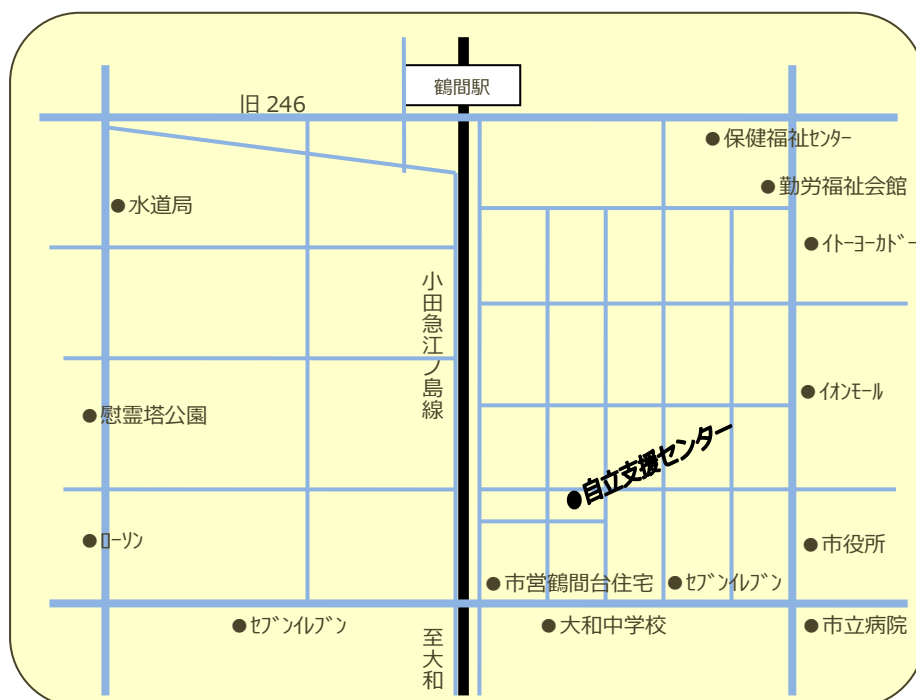 鶴間駅
旧 246
●保健福祉ｾﾝﾀｰ
●勤労福祉会館
●水道局
●ｲﾄｰﾖｰｶﾄﾞｰ
小田急江ノ島線
●ｲｵﾝﾓｰﾙ
●慰霊塔公園
●自立支援センター
●ﾛｰｿﾝ
●市役所
●市営鶴間台住宅
●ｾﾌﾞﾝｲﾚﾌﾞﾝ
●ｾﾌﾞﾝｲﾚﾌﾞﾝ
至大和
●大和中学校
●市立病院